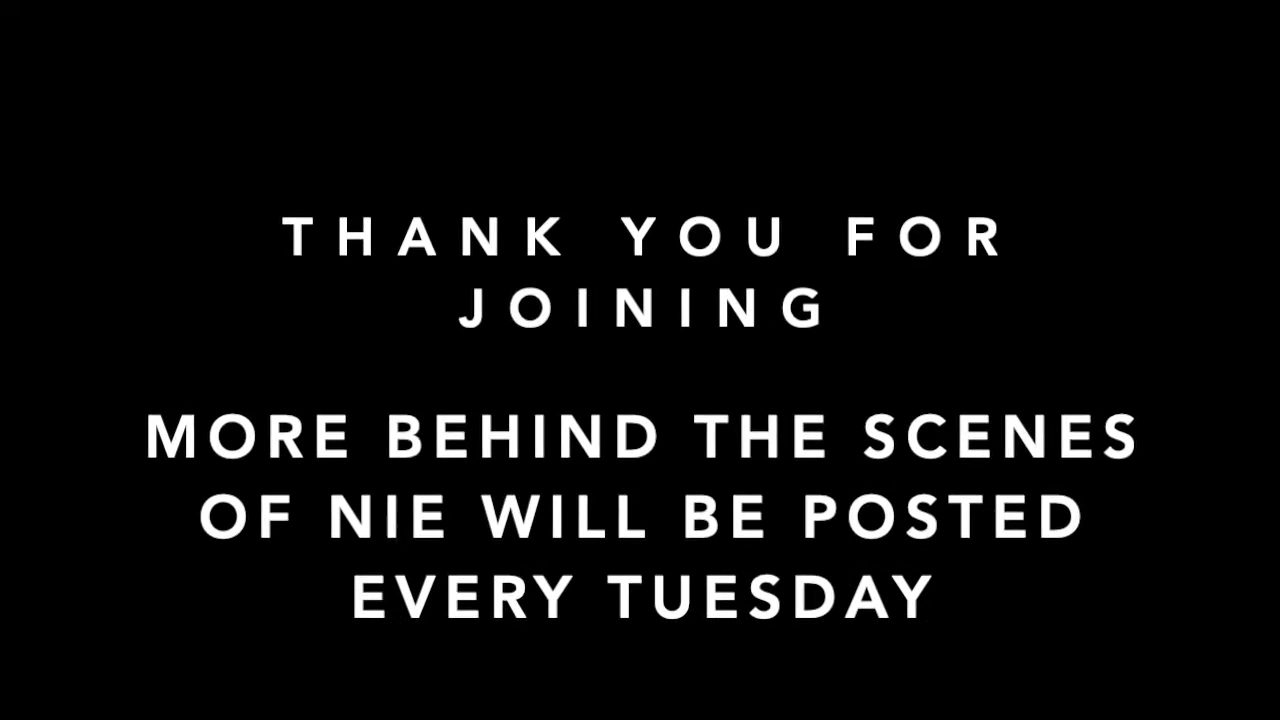 THANK YOU FOR
JOINING
MORE BEHIND THE SCENES
OF NIE WILL BE POSTED
EVERY TUESDAY